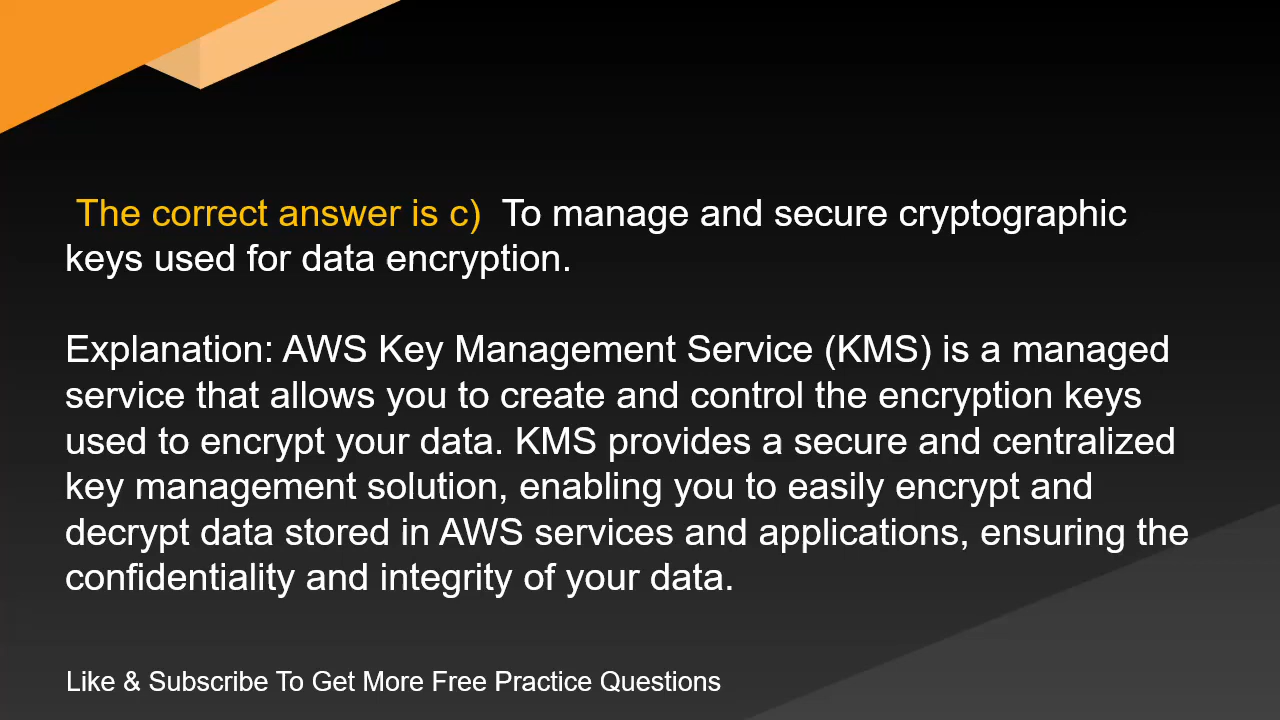 The correct answer is c) To manage and secure cryptographic
keys used for data encryption.
Explanation: AWS Key Management Service (KMS) is a managed
service that allows you to create and control the encryption keys
used to encrypt your data. KMS provides a secure and centralized
key management solution, enabling you to easily encrypt and
decrypt data stored in AWS services and applications, ensuring the
confidentiality and integrity of your data.
Like & Subscribe To Get More Free Practice Questions